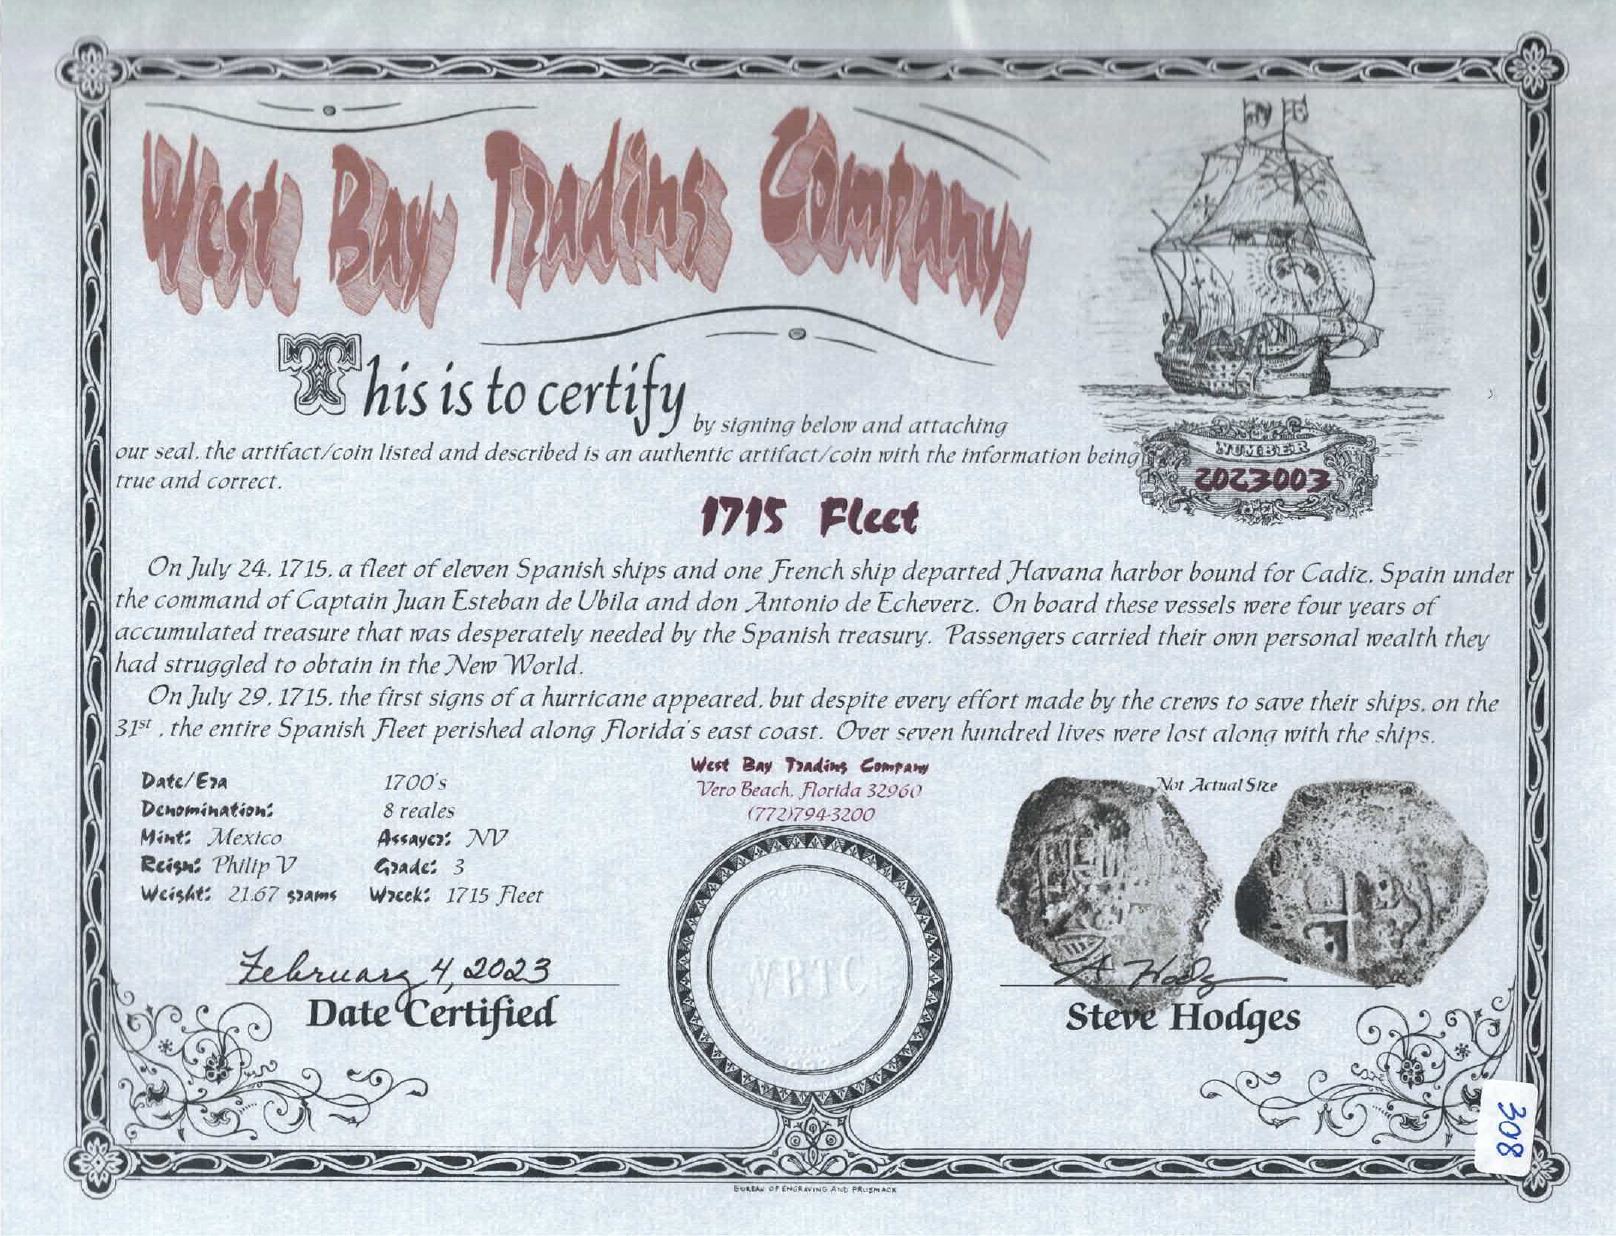 West Bay Trading Company
This is to certify by signing below and attaching
our seal, the artifact/coin listed and described is an authentic artifact/coin with the information being
true and correct.
NUMBER
2023003
1715 Fleet
On July 24, 1715, a fleet of eleven Spanish ships and one French ship departed Havana harbor bound for Cadiz, Spain under
the command of Captain Juan Esteban de Ubila and don Antonio de Echeverz. On board these vessels were four years of
accumulated treasure that was desperately needed by the Spanish treasury. Passengers carried their own personal wealth they
had struggled to obtain in the New World.
On July 29, 1715, the first signs of a hurricane appeared, but despite every effort made by the crews to save their ships, on the
31st , the entire Spanish Fleet perished along Florida's east coast. Over seven hundred lives were lost along with the ships.
Date/Era 1700's
Denomination: 8 reales
Mint: Mexico Assayer: NV
Reign: Philip V Grade: 3
Weight: 21.67 grams Wreck: 1715 Fleet
West Bay Trading Company
Vero Beach, Florida 32960
(772)794-3200
Not Actual Size
WBTC
February 4, 2023
Date Certified
A Hodges
Steve Hodges
308
BUREAU OF ENGRAVING AND PRUSMACK